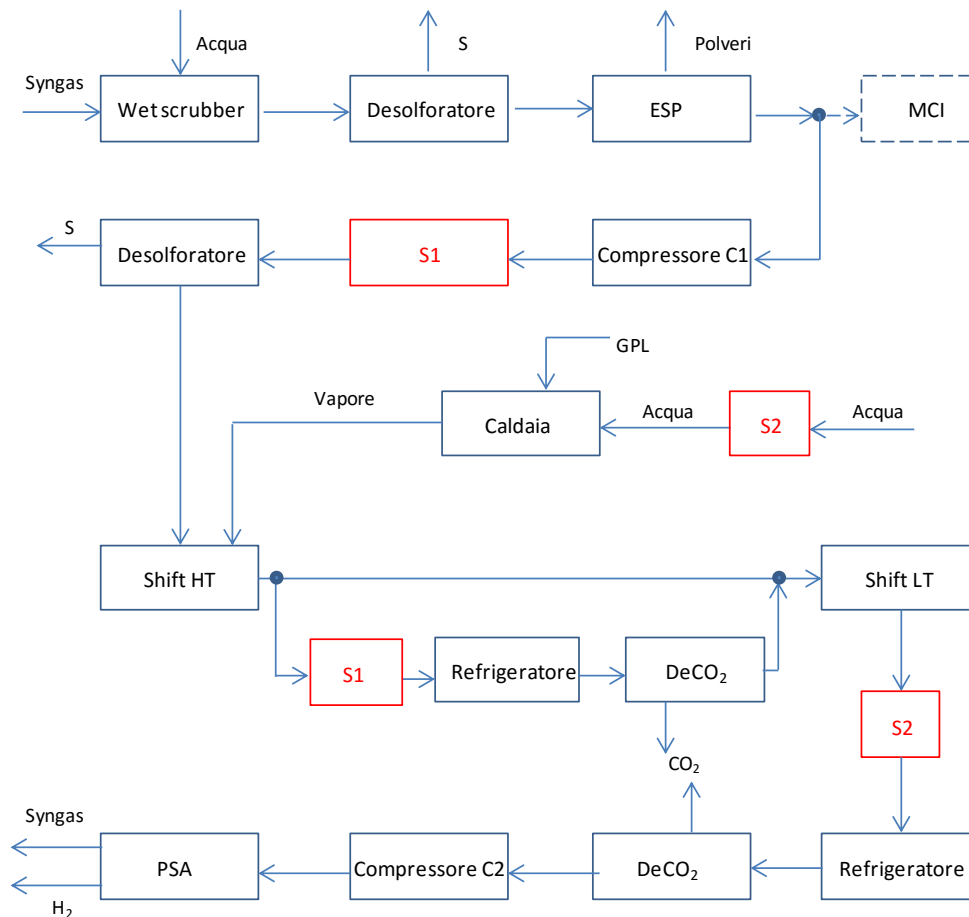 Acqua
S
Polveri
Syngas
Wet scrubber
Desolforatore
ESP
MCI
S
Desolforatore
S1
Compressore C1
GPL
Vapore
Caldaia
Acqua
S2
Acqua
Shift HT
Shift LT
S1
Refrigeratore
DeCO₂
S2
CO₂
Syngas
PSA
Compressore C2
DeCO₂
Refrigeratore
H₂